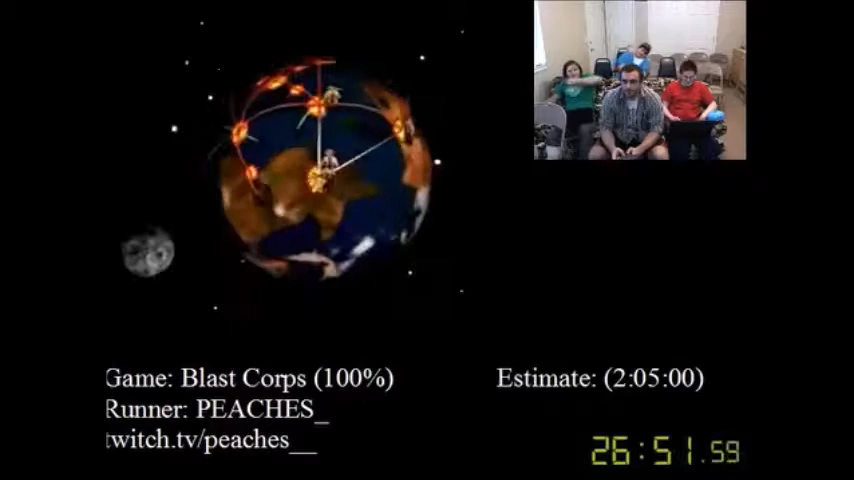 Game: Blast Corps (100%)
Estimate: (2:05:00)
Runner: PEACHES_
twitch.tv/peaches__
26:51.59